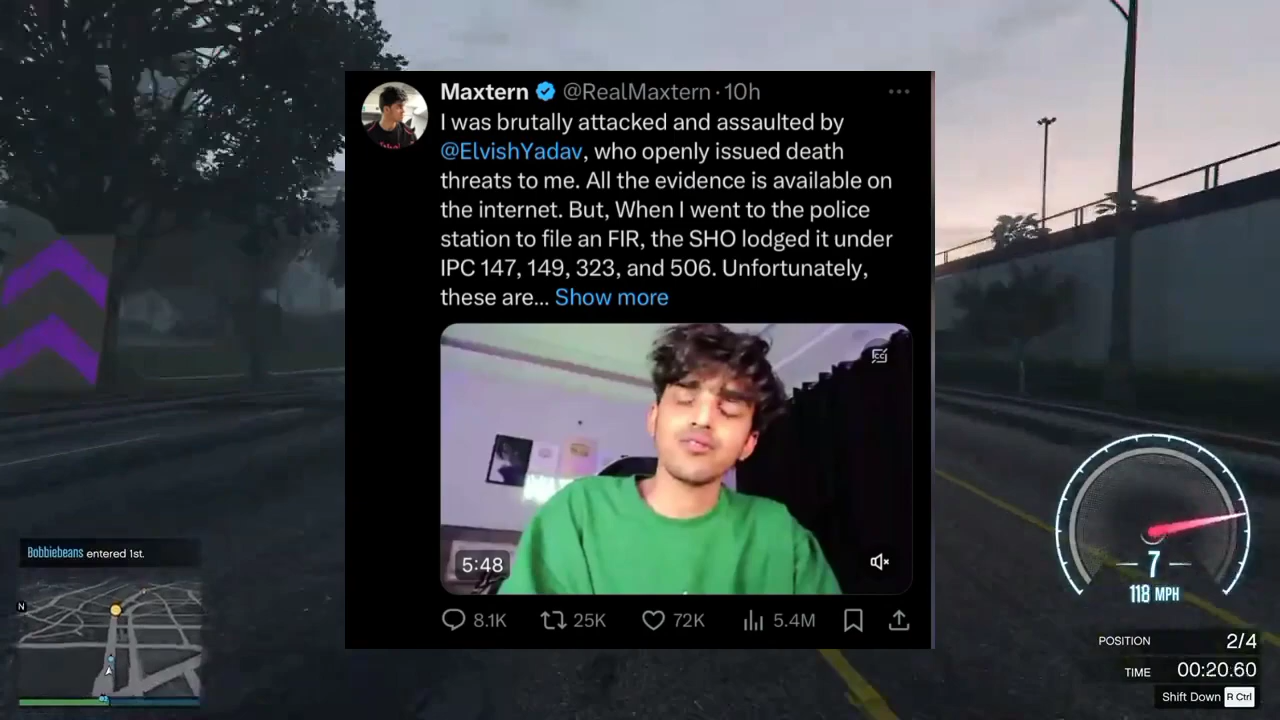 Maxtern @RealMaxtern · 10h
I was brutally attacked and assaulted by
@ElvishYadav, who openly issued death
threats to me. All the evidence is available on
the internet. But, When I went to the police
station to file an FIR, the SHO lodged it under
IPC 147, 149, 323, and 506. Unfortunately,
these are... Show more
CC
5:48
8.1K 25K 72K 5.4M
Bobbiebeans entered 1st.
N
7
118 MPH
POSITION 2/4
TIME 00:20.60
Shift Down R Ctrl